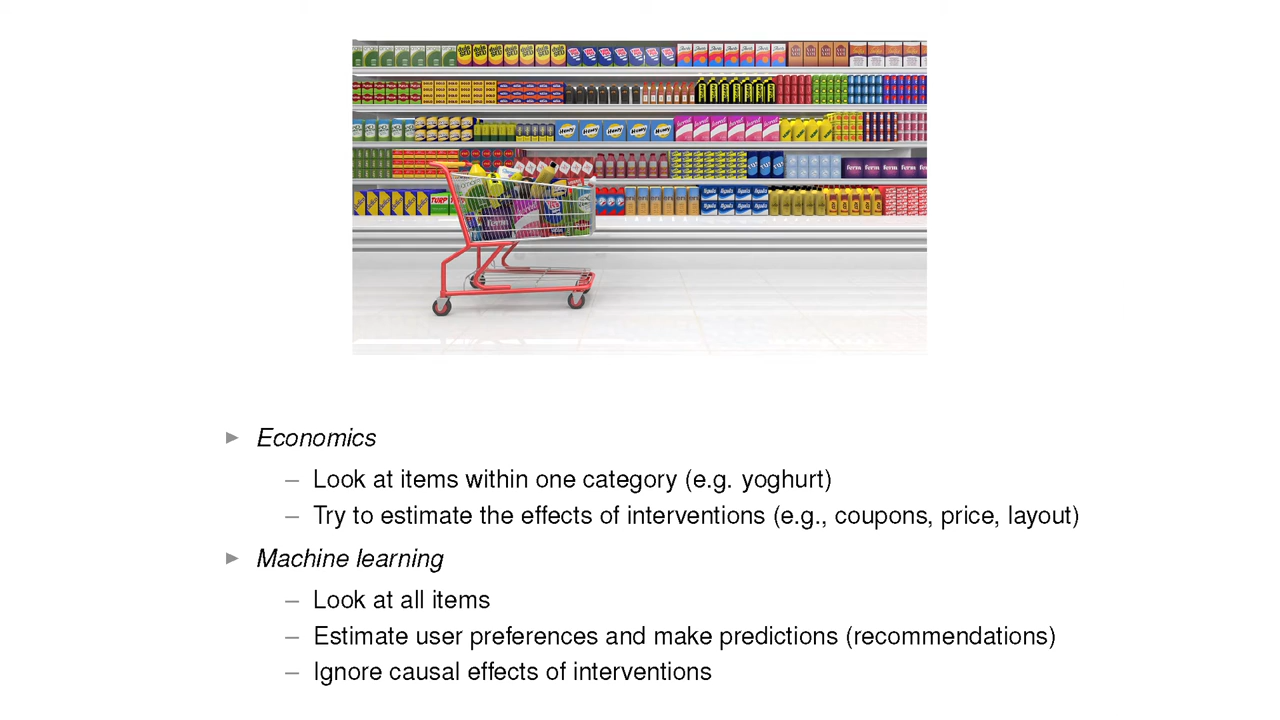 Economics
– Look at items within one category (e.g. yoghurt)
– Try to estimate the effects of interventions (e.g., coupons, price, layout)
Machine learning
– Look at all items
– Estimate user preferences and make predictions (recommendations)
– Ignore causal effects of interventions